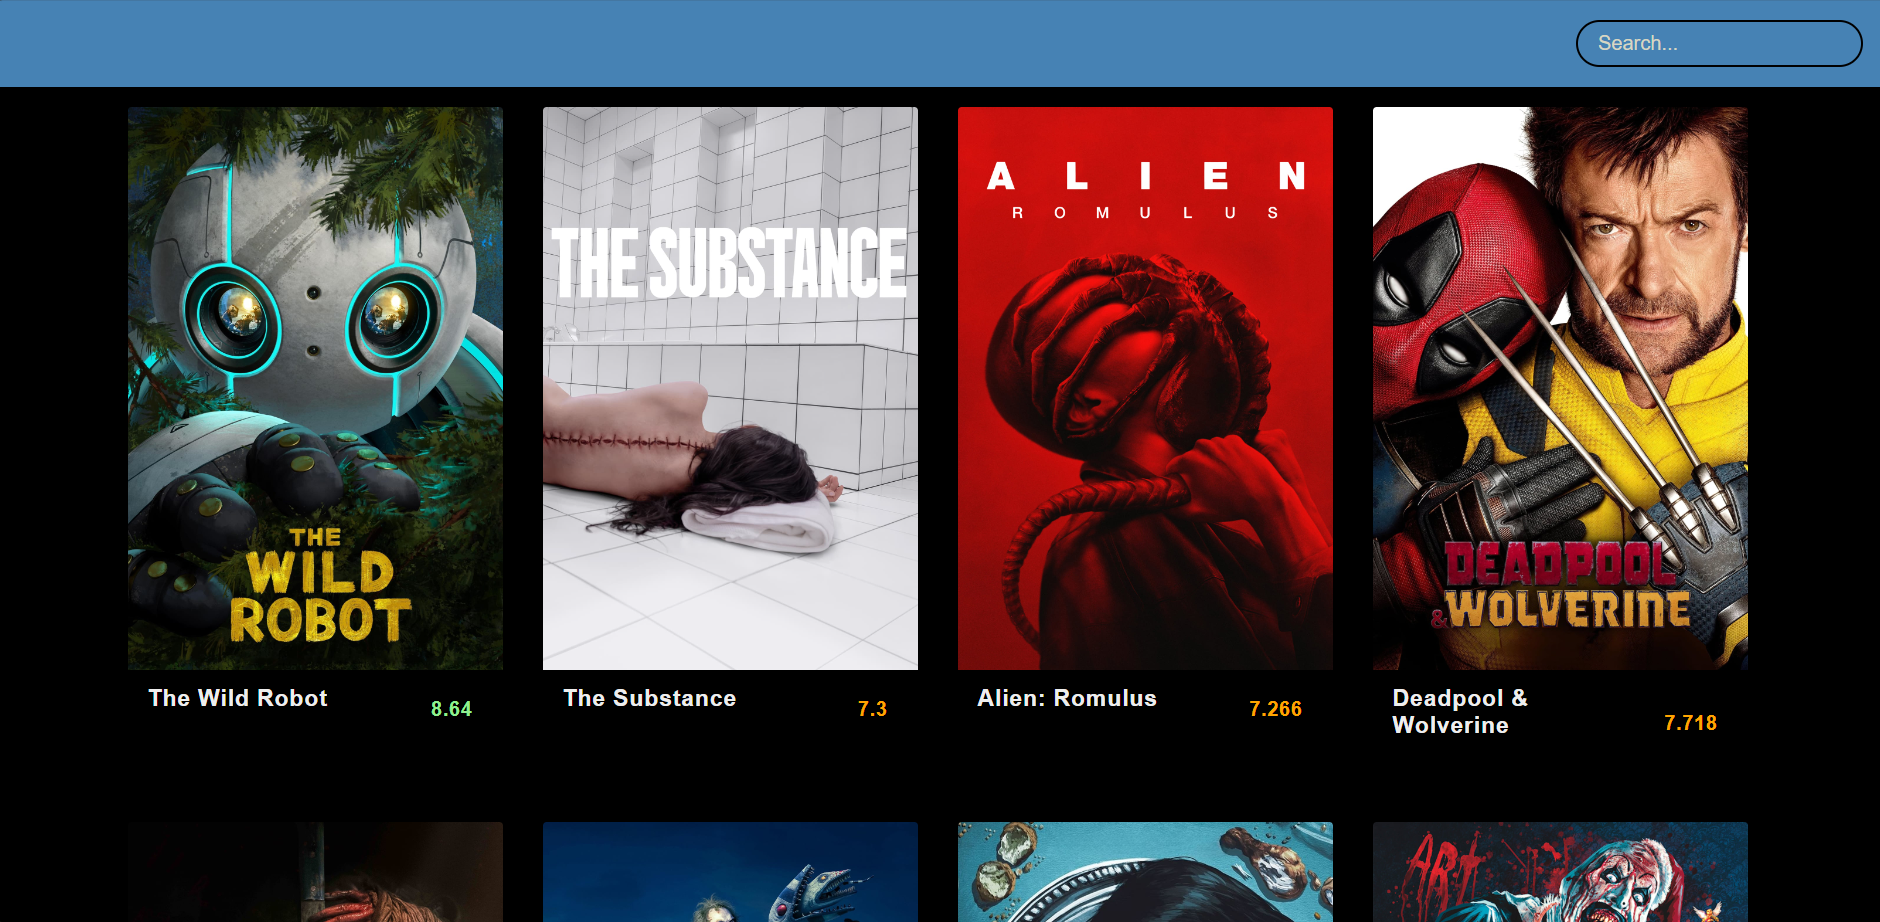 Search...
THE
WILD
ROBOT
THE SUBSTANCE
ALIEN
ROMULUS
DEADPOOL
&WOLVERINE
The Wild Robot
8.64
The Substance
7.3
Alien: Romulus
7.266
Deadpool &
Wolverine
7.718
ART